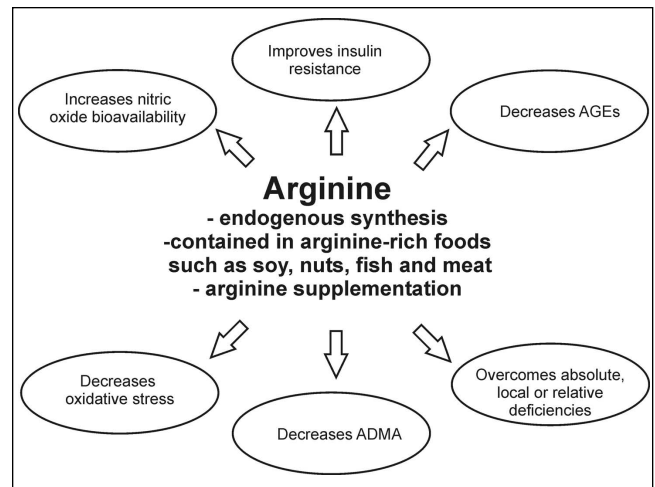 Improves insulin
resistance
Increases nitric
oxide bioavailability
Decreases AGEs
Arginine
- endogenous synthesis
-contained in arginine-rich foods
such as soy, nuts, fish and meat
- arginine supplementation
Decreases
oxidative stress
Decreases ADMA
Overcomes absolute,
local or relative
deficiencies